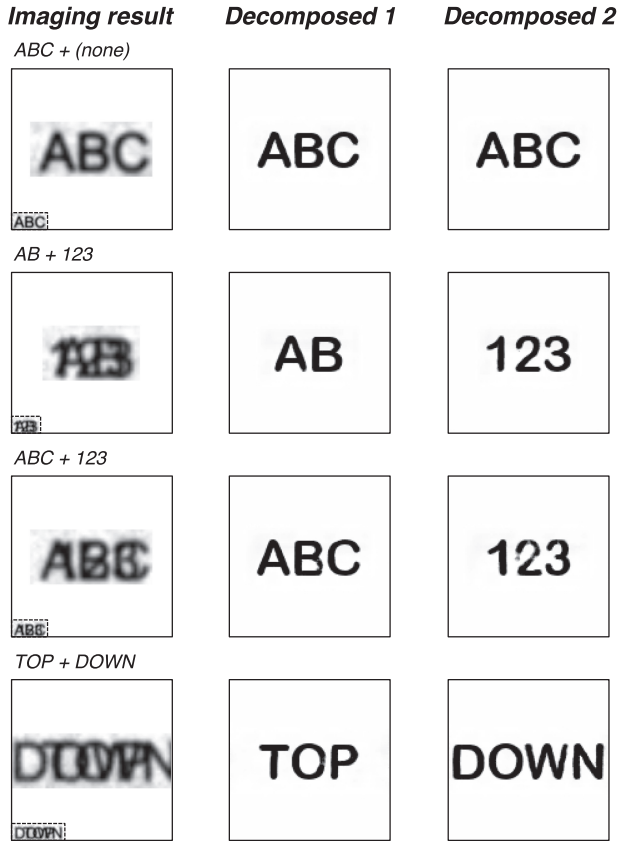 Imaging result Decomposed 1 Decomposed 2
ABC + (none)
ABC ABC ABC
ABC
AB + 123
AB 123
ABC + 123
ABC 123
TOP + DOWN
TOP DOWN